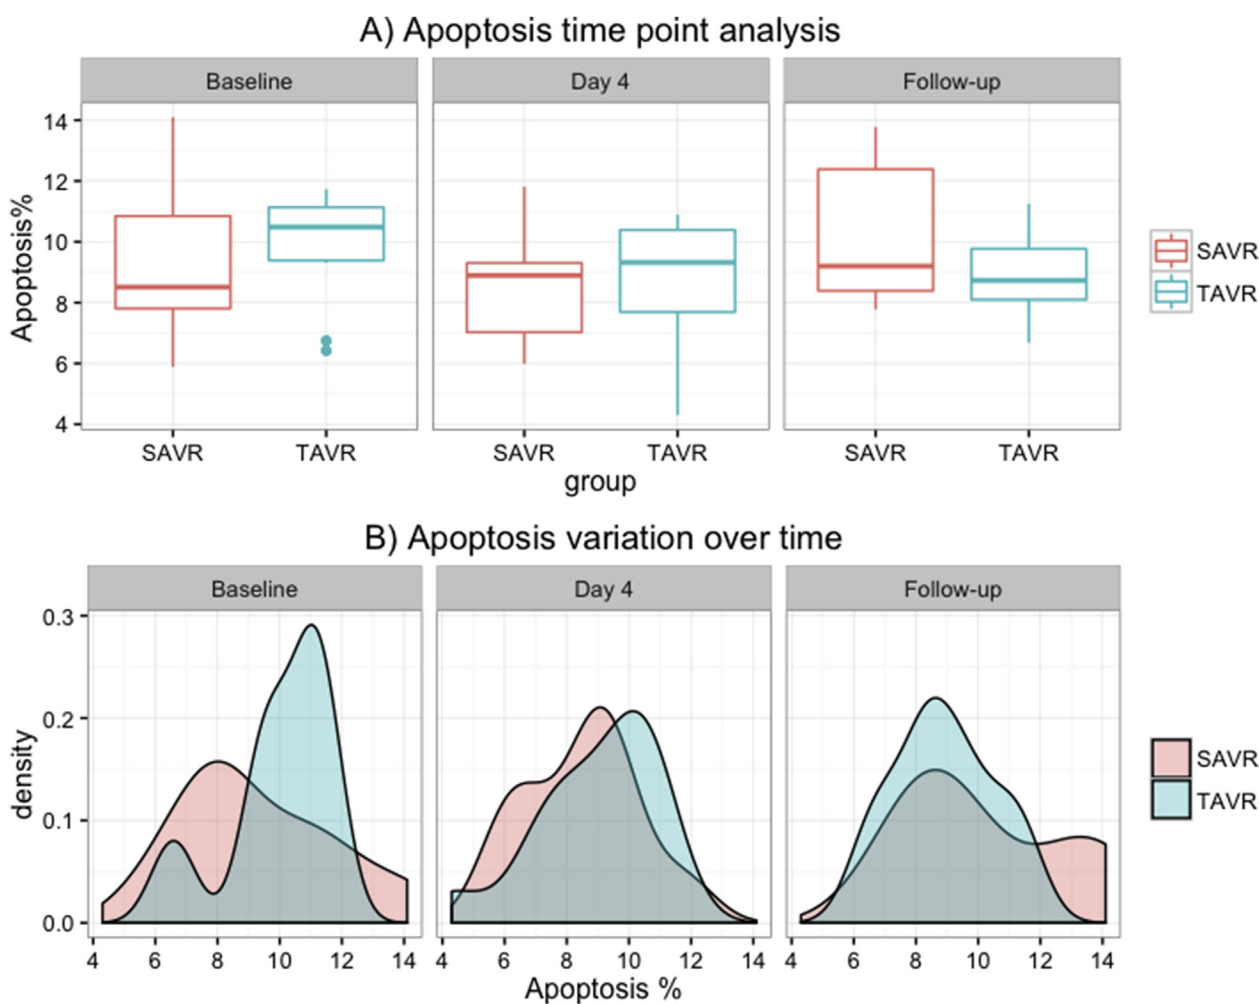 A) Apoptosis time point analysis
Baseline Day 4 Follow-up
Apoptosis%
14
12
10
8
6
4
SAVR TAVR SAVR TAVR SAVR TAVR
group
SAVR
TAVR
B) Apoptosis variation over time
Baseline Day 4 Follow-up
density
0.3
0.2
0.1
0.0
4 6 8 10 12 14 4 6 8 10 12 14 4 6 8 10 12 14
Apoptosis %
SAVR
TAVR